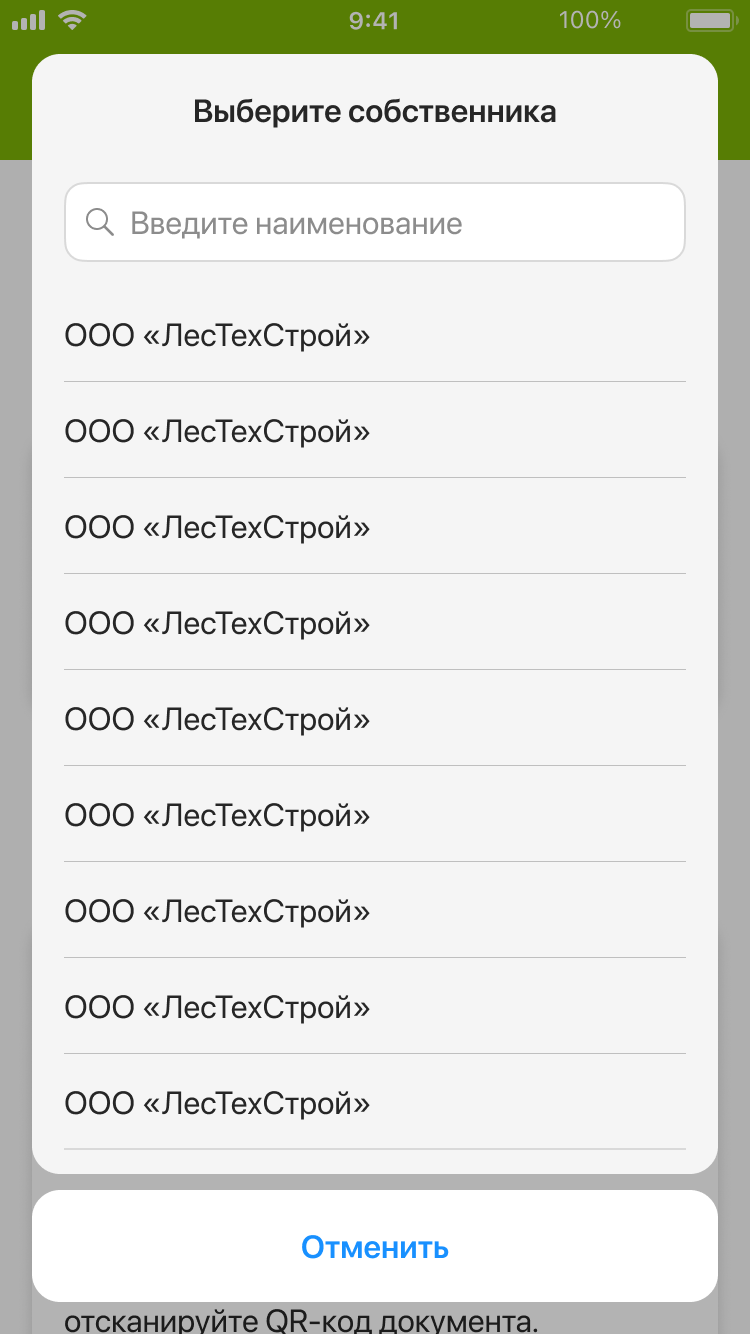 9:41
100%
Выберите собственника
Введите наименование
ООО «ЛесТехСтрой»
ООО «ЛесТехСтрой»
ООО «ЛесТехСтрой»
ООО «ЛесТехСтрой»
ООО «ЛесТехСтрой»
ООО «ЛесТехСтрой»
ООО «ЛесТехСтрой»
ООО «ЛесТехСтрой»
ООО «ЛесТехСтрой»
Отменить
отсканируйте QR-код документа.